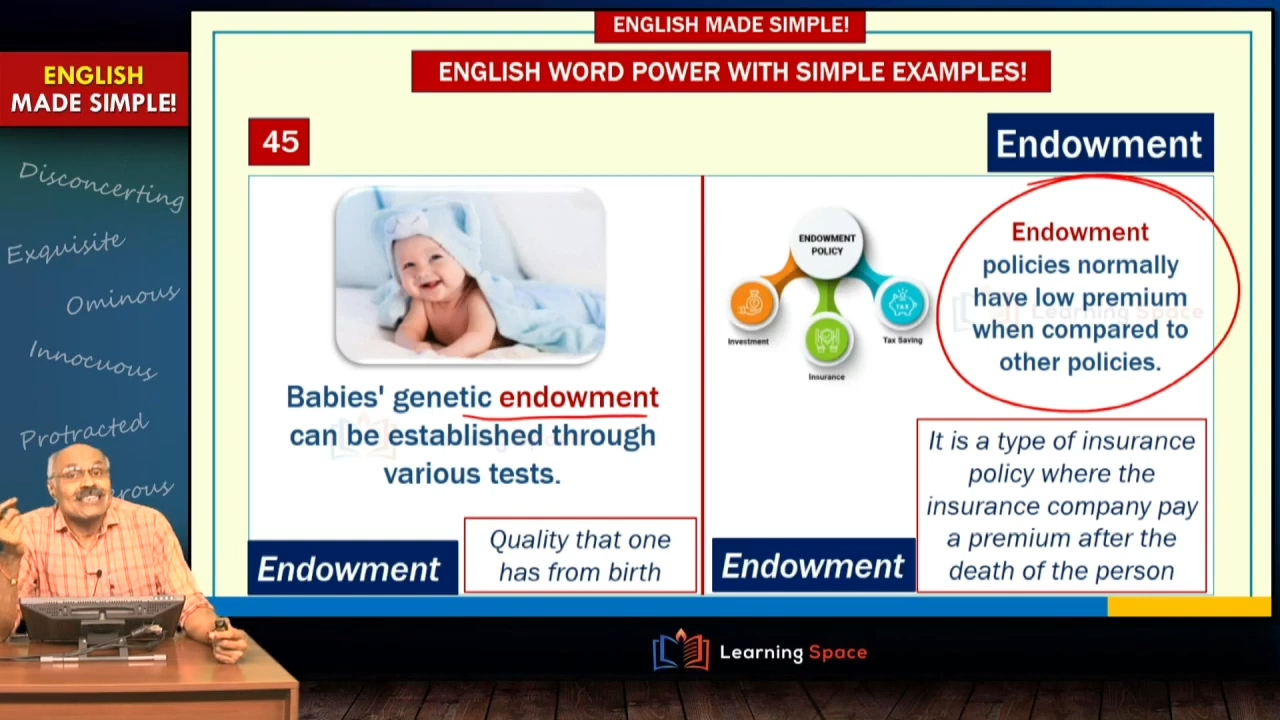 ENGLISH MADE SIMPLE!
ENGLISH
MADE SIMPLE!
ENGLISH WORD POWER WITH SIMPLE EXAMPLES!
45
Endowment
Disconcerting
Exquisite
Ominous
Innocuous
Protracted
Babies' genetic endowment
can be established through
various tests.
Endowment
Quality that one
has from birth
ENDOWMENT
POLICY
Investment
Insurance
Tax Saving
TAX
Endowment
policies normally
have low premium
when compared to
other policies.
Learning Space
Endowment
It is a type of insurance
policy where the
insurance company pay
a premium after the
death of the person
Learning Space